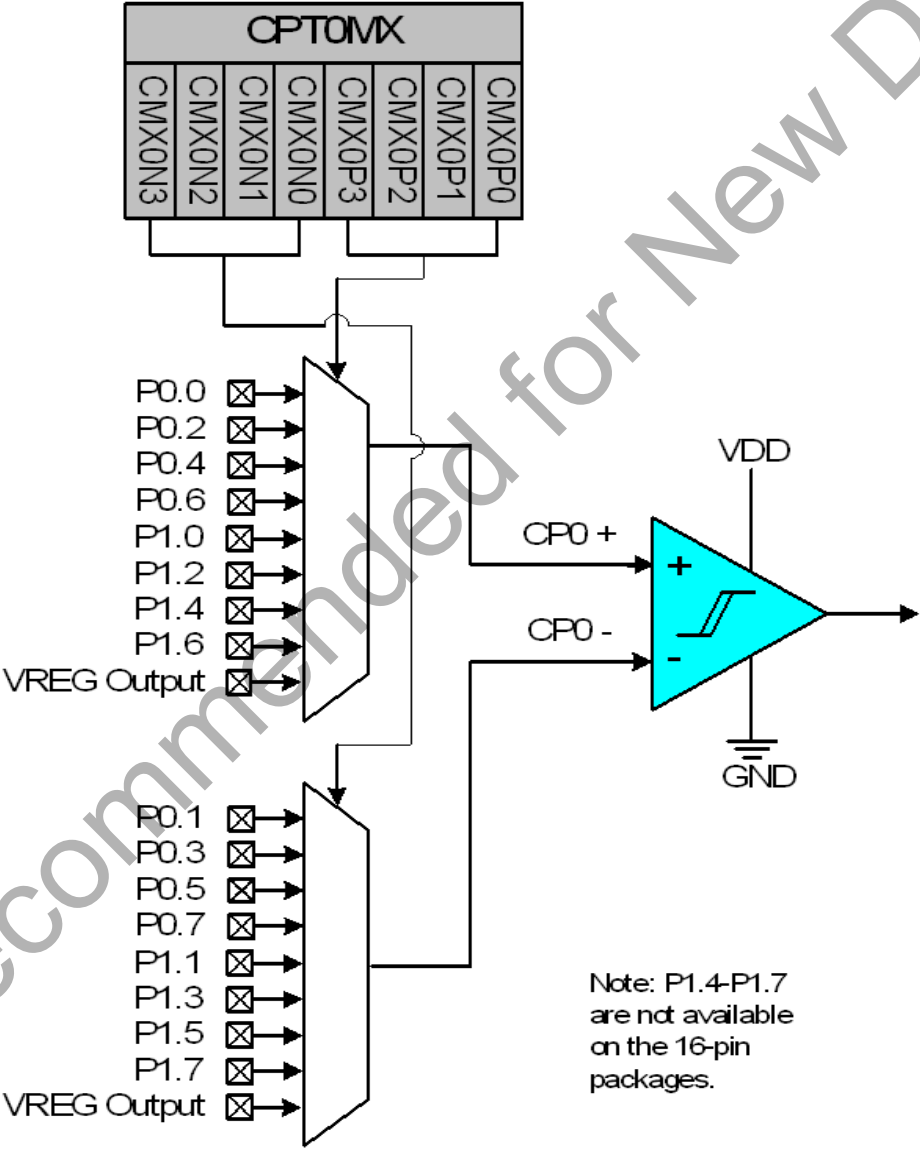 CPT0MX
CMX0N3
CMX0N2
CMX0N1
CMX0N0
CMX0P3
CMX0P2
CMX0P1
CMX0P0
P0.0
P0.2
P0.4
P0.6
P1.0
P1.2
P1.4
P1.6
VREG Output
VDD
CP0 +
+
CP0 -
-
GND
P0.1
P0.3
P0.5
P0.7
P1.1
P1.3
P1.5
P1.7
VREG Output
Note: P1.4-P1.7
are not available
on the 16-pin
packages.
ecommended for New D